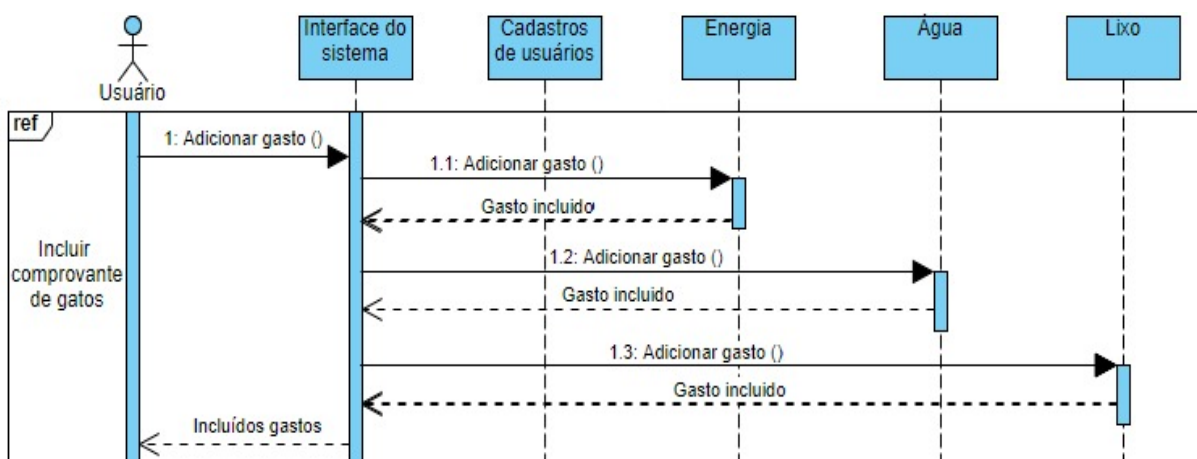 Usuário
Interface do
sistema
Cadastros
de usuários
Energia
Água
Lixo
ref
1: Adicionar gasto ()
1.1: Adicionar gasto ()
Gasto incluido
Incluir
comprovante
de gatos
1.2: Adicionar gasto ()
Gasto incluido
1.3: Adicionar gasto ()
Gasto incluido
Incluídos gastos